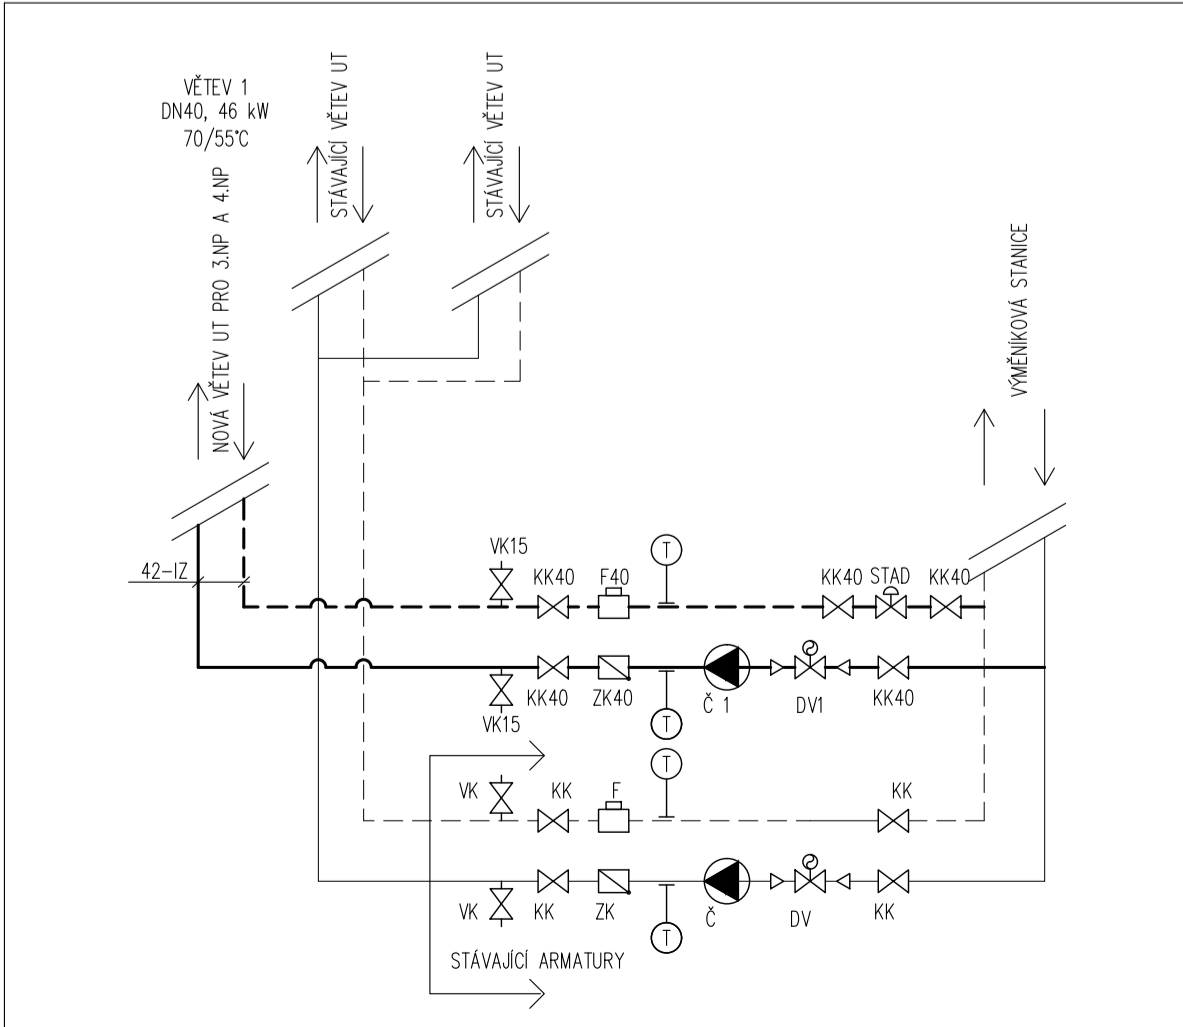 VĚTEV 1
DN40, 46 kW
70/55°C
NOVÁ VĚTEV UT PRO 3.NP A 4.NP
STÁVAJÍCÍ VĚTEV UT
STÁVAJÍCÍ VĚTEV UT
VÝMĚNÍKOVÁ STANICE
42-IZ
VK15
KK40
F40
T
KK40
STAD
KK40
VK15
KK40
ZK40
T
Č 1
DV1
KK40
VK
KK
F
T
KK
VK
KK
ZK
T
Č
DV
KK
STÁVAJÍCÍ ARMATURY